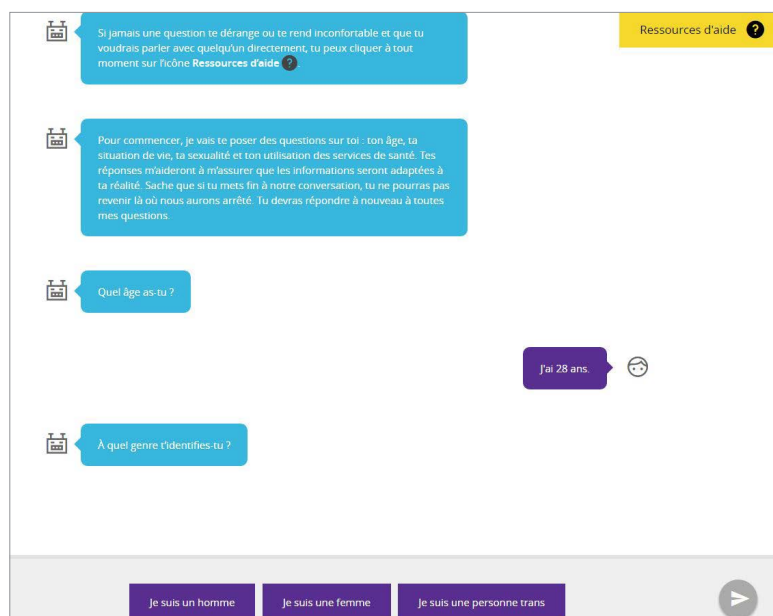 Si jamais une question te dérange ou te rend inconfortable et que tu
voudrais parler avec quelqu'un directement, tu peux cliquer à tout
moment sur l'icône Ressources d'aide ?.
Ressources d'aide ?
Pour commencer, je vais te poser des questions sur toi : ton âge, ta
situation de vie, ta sexualité et ton utilisation des services de santé. Tes
réponses m'aideront à m'assurer que les informations seront adaptées à
ta réalité. Sache que si tu mets fin à notre conversation, tu ne pourras pas
revenir là où nous aurons arrêté. Tu devras répondre à nouveau à toutes
mes questions.
Quel âge as-tu ?
J'ai 28 ans.
À quel genre t'identifies-tu ?
Je suis un homme
Je suis une femme
Je suis une personne trans